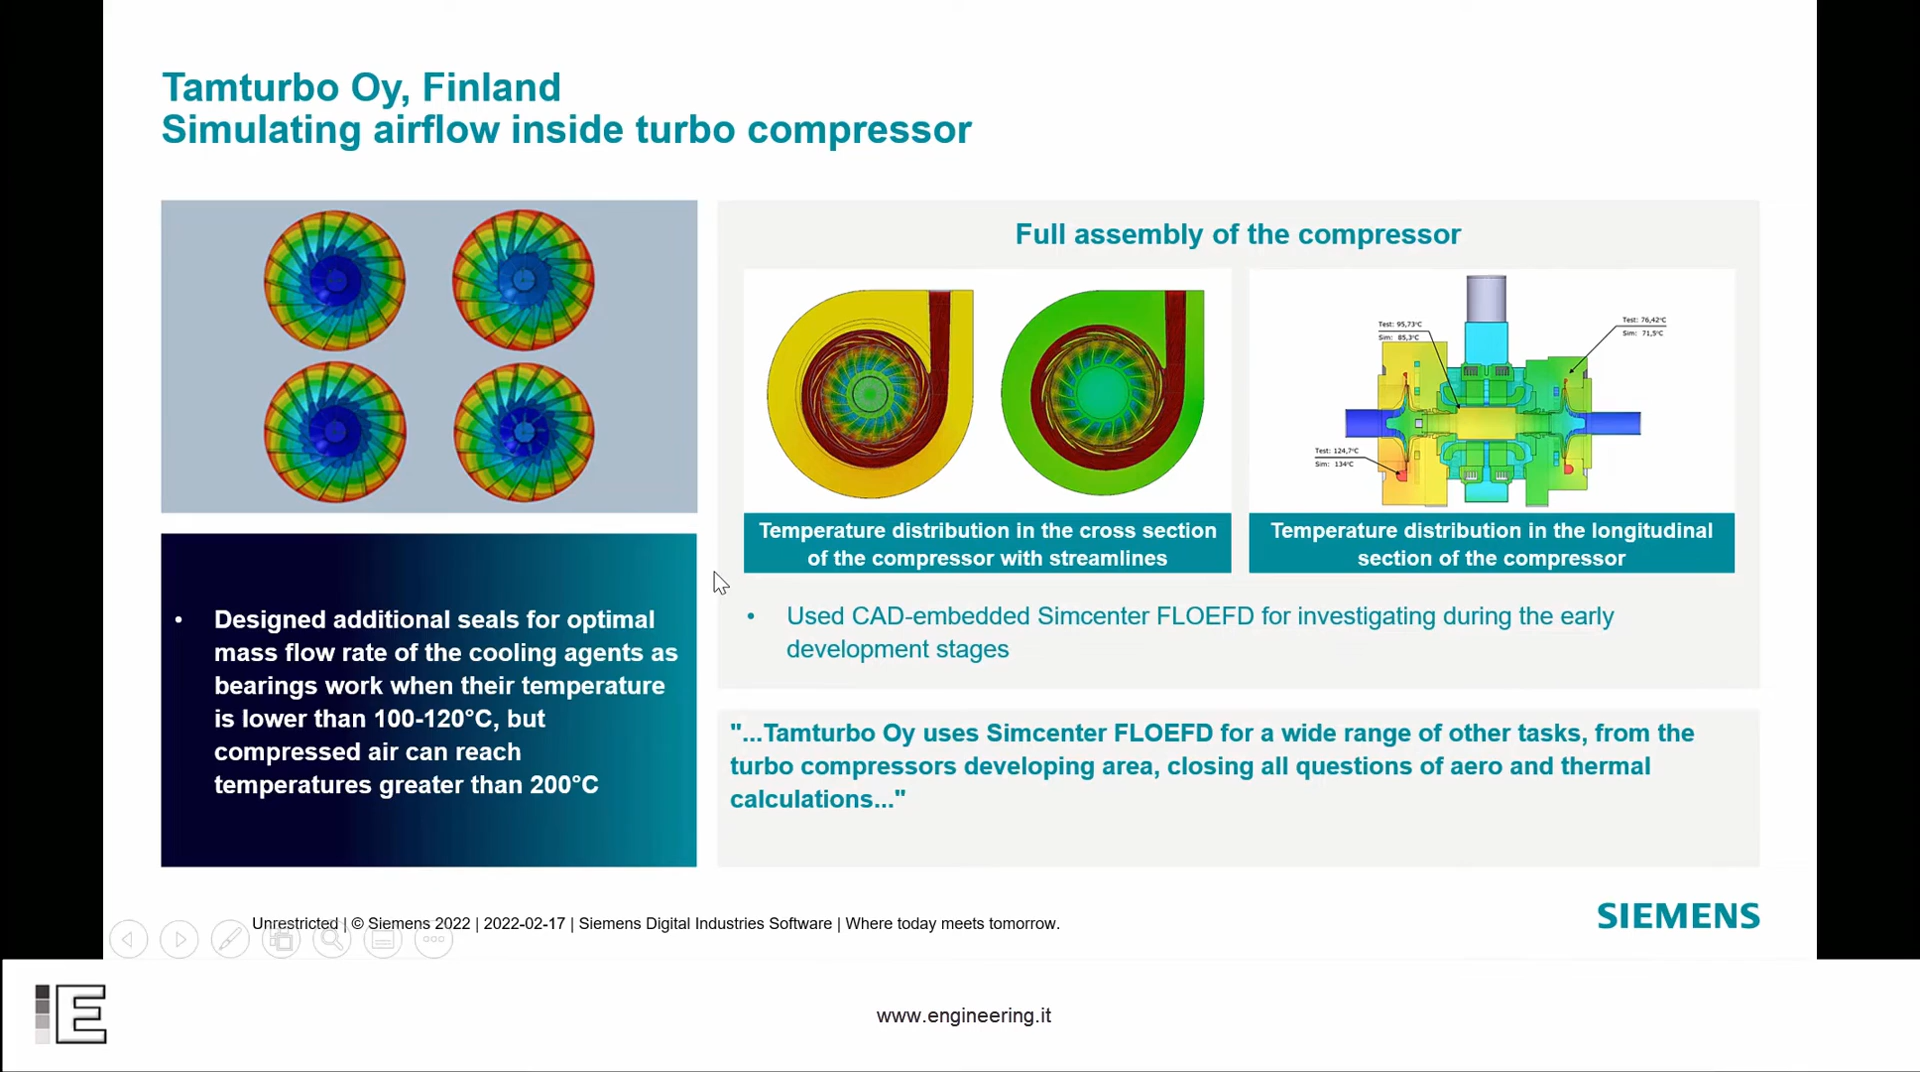 Tamturbo Oy, Finland
Simulating airflow inside turbo compressor
Full assembly of the compressor
Test: 95,73°C
Sim: 85,3°C
Test: 76,42°C
Sim: 71,5°C
Test: 124,7°C
Sim: 134°C
Temperature distribution in the cross section
of the compressor with streamlines
Temperature distribution in the longitudinal
section of the compressor
• Designed additional seals for optimal
mass flow rate of the cooling agents as
bearings work when their temperature
is lower than 100-120°C, but
compressed air can reach
temperatures greater than 200°C
• Used CAD-embedded Simcenter FLOEFD for investigating during the early
development stages
"...Tamturbo Oy uses Simcenter FLOEFD for a wide range of other tasks, from the
turbo compressors developing area, closing all questions of aero and thermal
calculations..."
Unrestricted | © Siemens 2022 | 2022-02-17 | Siemens Digital Industries Software | Where today meets tomorrow.
SIEMENS
iE
www.engineering.it